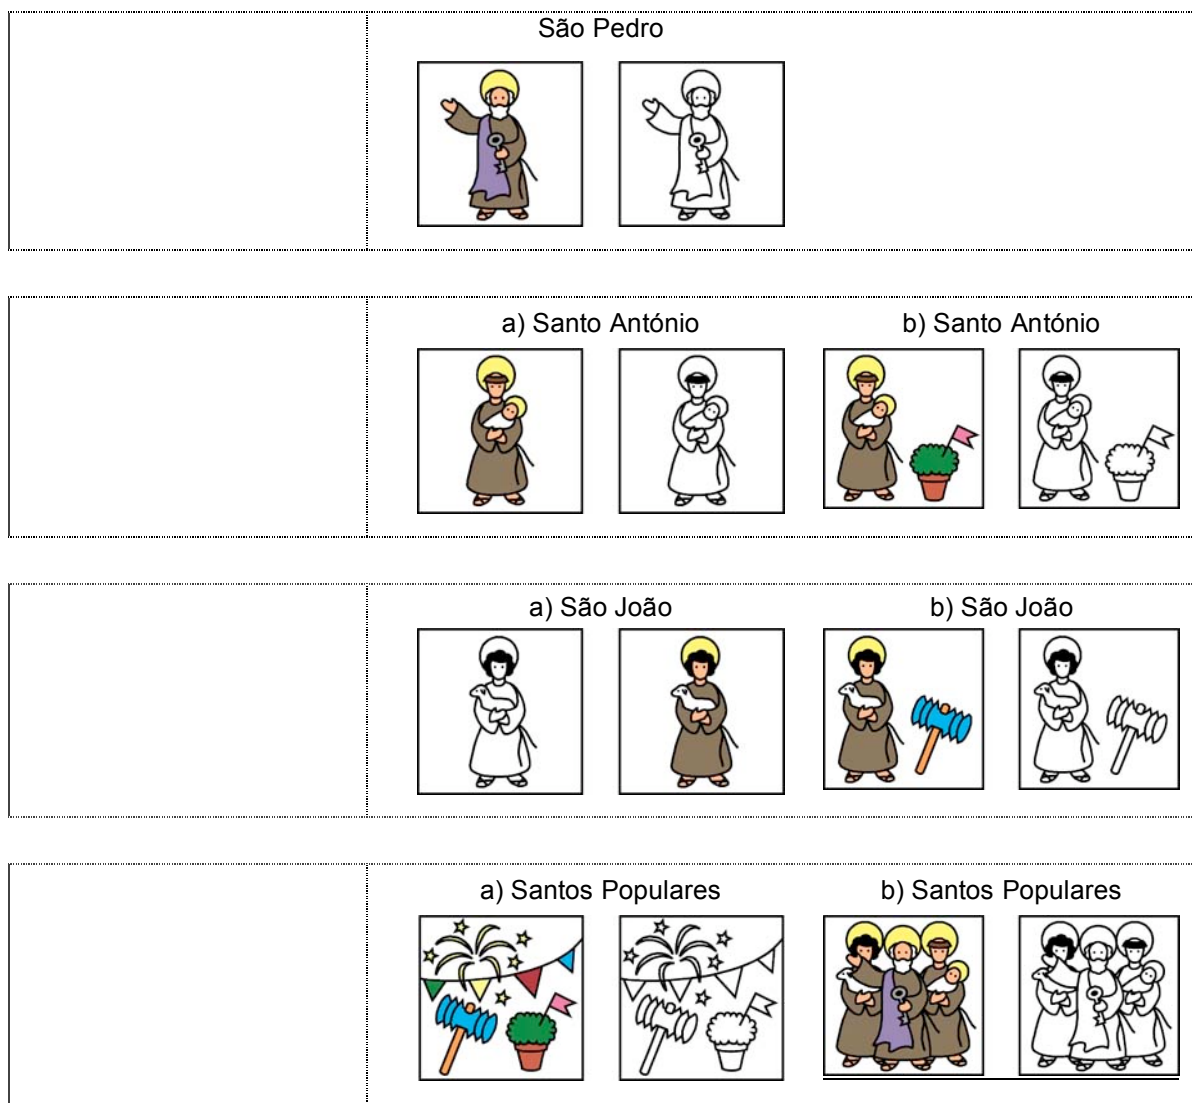 São Pedro
a) Santo António b) Santo António
a) São João b) São João
a) Santos Populares b) Santos Populares